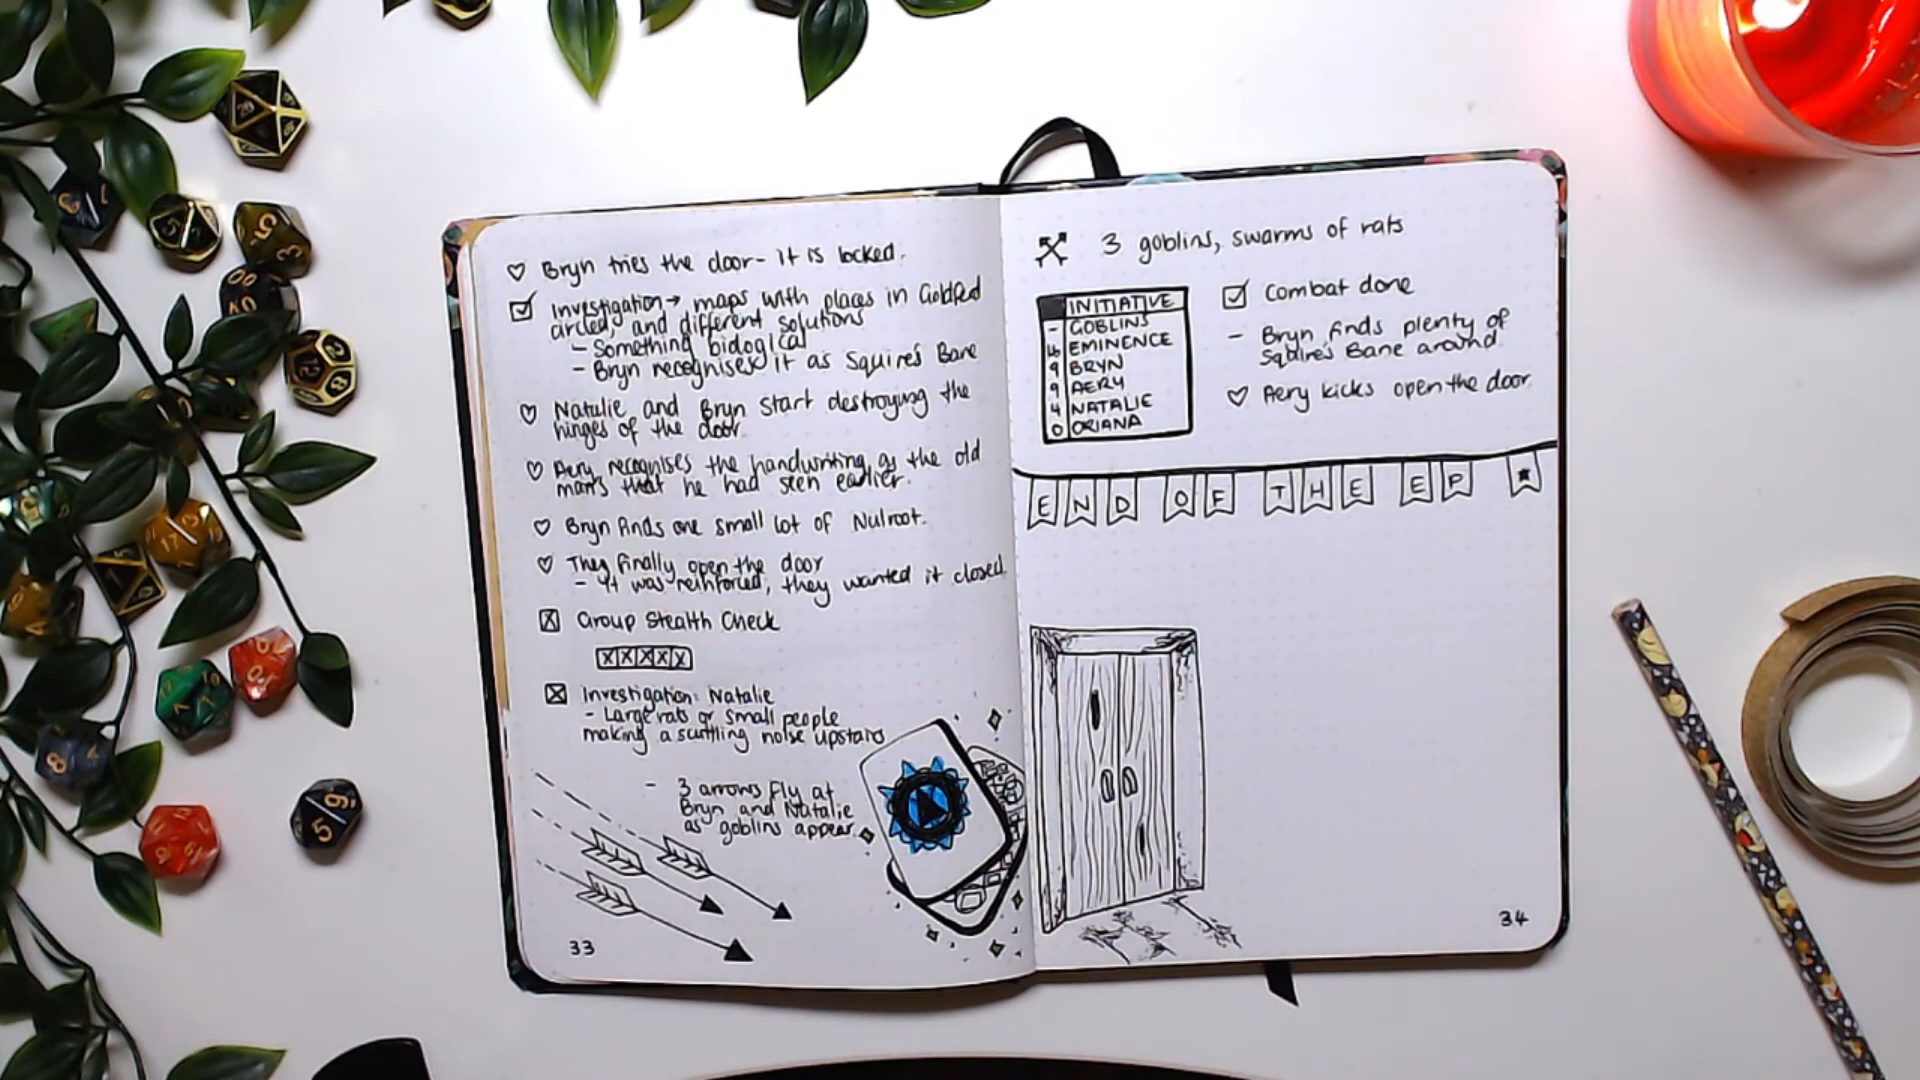 Bryn tries the door - it is locked.
Investigation → maps with places in Goldred
circled, and different solutions
- Something biological
- Bryn recognises it as Squire's Bane
Natalie and Bryn start destroying the
hinges of the door.
Aery recognises the handwriting as the old
man's that he had seen earlier.
Bryn finds one small lot of Nulroot.
They finally open the door
- It was reinforced, they wanted it closed.
Group Stealth Check
X X X X X
Investigation: Natalie
- Large rats or small people
making a scuttling noise upstairs
- 3 arrows fly at
Bryn and Natalie
as goblins appear.
33
3 goblins, swarms of rats
INITIATIVE
- GOBLINS
16 EMINENCE
9 BRYN
9 AERY
4 NATALIE
0 ORIANA
Combat done
- Bryn finds plenty of
Squire's Bane around.
Aery kicks open the door.
END OF THE EP
34